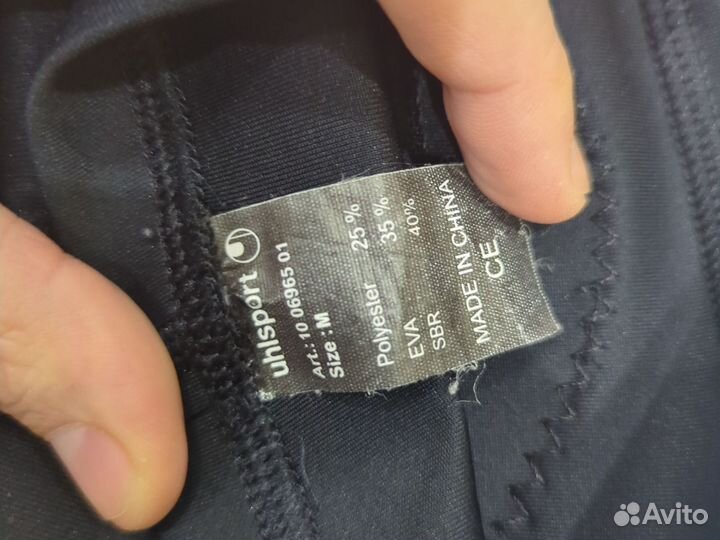 uhlsport
Art.: 10 06965 01
Size : M
Polyester 25 %
EVA 35 %
SBR 40%
MADE IN CHINA
CE
Avito